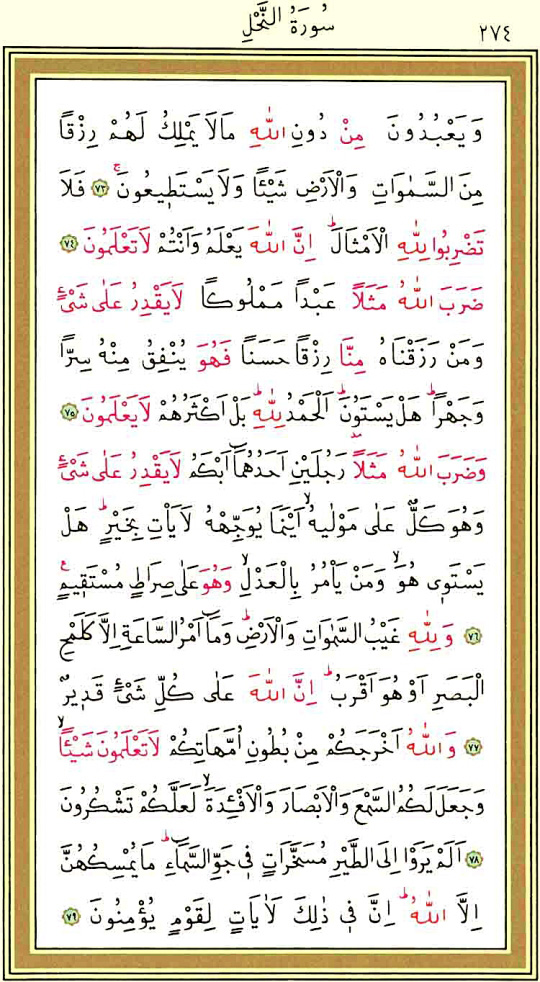 سُورَةُ النَّحْلِ
٢٧٤
وَيَعْبُدُونَ مِنْ دُونِ اللّٰهِ مَالَا يَمْلِكُ لَهُمْ رِزْقًا
مِنَ السَّمٰوَاتِ وَالْاَرْضِ شَيْـًٔا وَلَا يَسْتَط۪يعُونَۚ ﴿٧٣﴾ فَلَا
تَضْرِبُوا لِلّٰهِ الْاَمْثَالَۜ اِنَّ اللّٰهَ يَعْلَمُ وَاَنْتُمْ لَا تَعْلَمُونَ ﴿٧٤﴾
ضَرَبَ اللّٰهُ مَثَلًا عَبْدًا مَمْلُوكًا لَا يَقْدِرُ عَلٰى شَيْءٍ
وَمَنْ رَزَقْنَاهُ مِنَّا رِزْقًا حَسَنًا فَهُوَ يُنْفِقُ مِنْهُ سِرًّا
وَجَهْرًاۜ هَلْ يَسْتَوُنَۜ اَلْحَمْدُ لِلّٰهِۜ بَلْ اَكْثَرُهُمْ لَا يَعْلَمُونَ ﴿٧٥﴾
وَضَرَبَ اللّٰهُ مَثَلًا رَجُلَيْنِ اَحَدُهُمَٓا اَبْكَمُ لَا يَقْدِرُ عَلٰى شَيْءٍ
وَهُوَ كَلٌّ عَلٰى مَوْلٰيهُۙ اَيْنَمَا يُوَجِّهْهُ لَا يَأْتِ بِخَيْرٍۜ هَلْ
يَسْتَو۪ي هُوَۙ وَمَنْ يَأْمُرُ بِالْعَدْلِۙ وَهُوَ عَلٰى صِرَاطٍ مُسْتَق۪يمٍ۟
﴿٧٦﴾ وَلِلّٰهِ غَيْبُ السَّمٰوَاتِ وَالْاَرْضِۜ وَمَٓا اَمْرُ السَّاعَةِ اِلَّا كَلَمْحِ
الْبَصَرِ اَوْ هُوَ اَقْرَبُۜ اِنَّ اللّٰهَ عَلٰى كُلِّ شَيْءٍ قَد۪يرٌ
﴿٧٧﴾ وَاللّٰهُ اَخْرَجَكُمْ مِنْ بُطُونِ اُمَّهَاتِكُمْ لَا تَعْلَمُونَ شَيْـًٔاۙ
وَجَعَلَ لَكُمُ السَّمْعَ وَالْاَبْصَارَ وَالْاَفْـِٔدَةَۙ لَعَلَّكُمْ تَشْكُرُونَ
﴿٧٨﴾ اَلَمْ يَرَوْا اِلَى الطَّيْرِ مُسَخَّرَاتٍ ف۪ي جَوِّ السَّمَٓاءِۜ مَا يُمْسِكُهُنَّ
اِلَّا اللّٰهُۜ اِنَّ ف۪ي ذٰلِكَ لَاٰيَاتٍ لِقَوْمٍ يُؤْمِنُونَ ﴿٧٩﴾